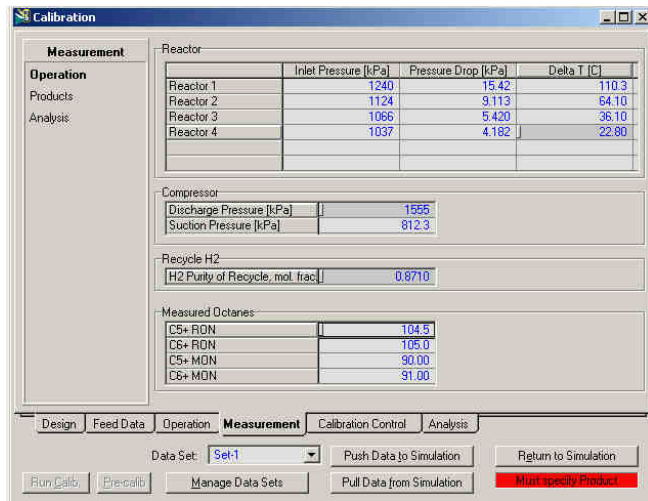 Calibration
Measurement
Operation
Products
Analysis
Reactor
Inlet Pressure [kPa] Pressure Drop [kPa] Delta T [C]
Reactor 1 1240 15.42 110.3
Reactor 2 1124 9.113 64.10
Reactor 3 1066 5.420 36.10
Reactor 4 1037 4.182 22.80
Compressor
Discharge Pressure [kPa] 1555
Suction Pressure [kPa] 812.3
Recycle H2
H2 Purity of Recycle, mol. frac. 0.8710
Measured Octanes
C5+ RON 104.5
C6+ RON 105.0
C5+ MON 90.00
C6+ MON 91.00
Design Feed Data Operation Measurement Calibration Control Analysis
Data Set: Set-1 Push Data to Simulation Return to Simulation
Run Calib. Pre-calib Manage Data Sets Pull Data from Simulation Must specify Product